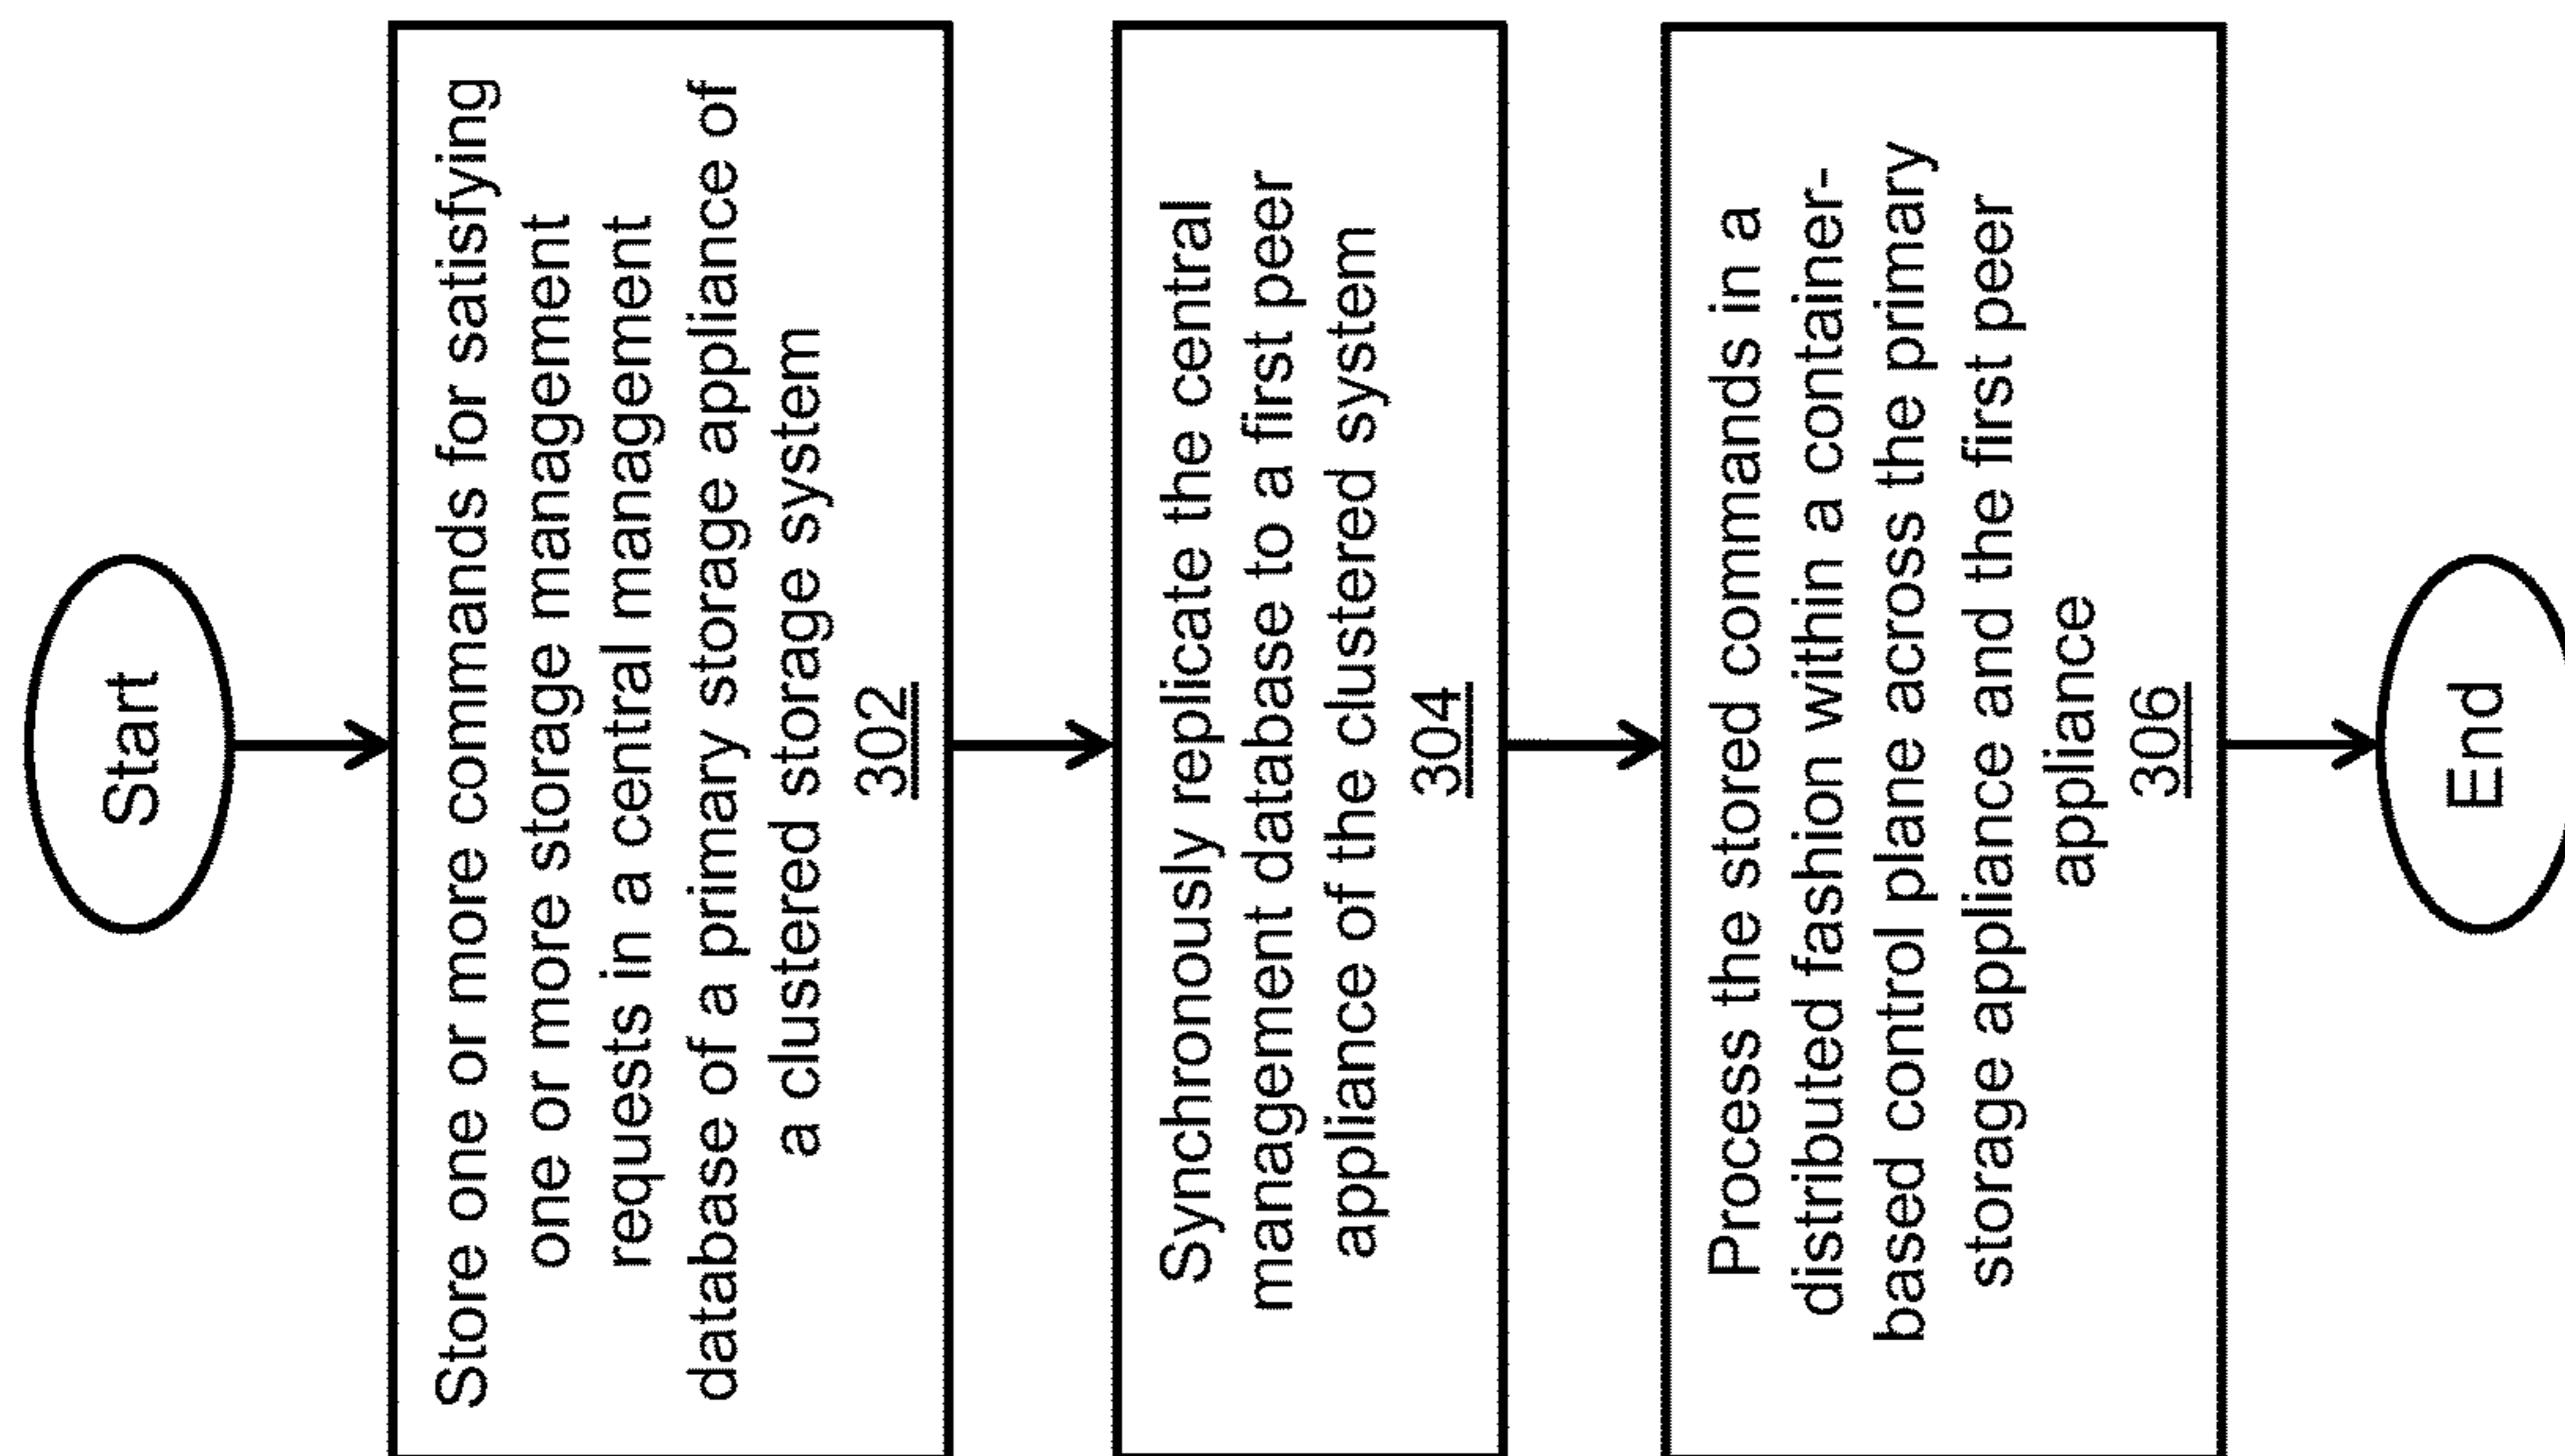 Start
Store one or more commands for satisfying
one or more storage management
requests in a central management
database of a primary storage appliance of
a clustered storage system
302
Synchronously replicate the central
management database to a first peer
appliance of the clustered system
304
Process the stored commands in a
distributed fashion within a container-
based control plane across the primary
storage appliance and the first peer
appliance
306
End